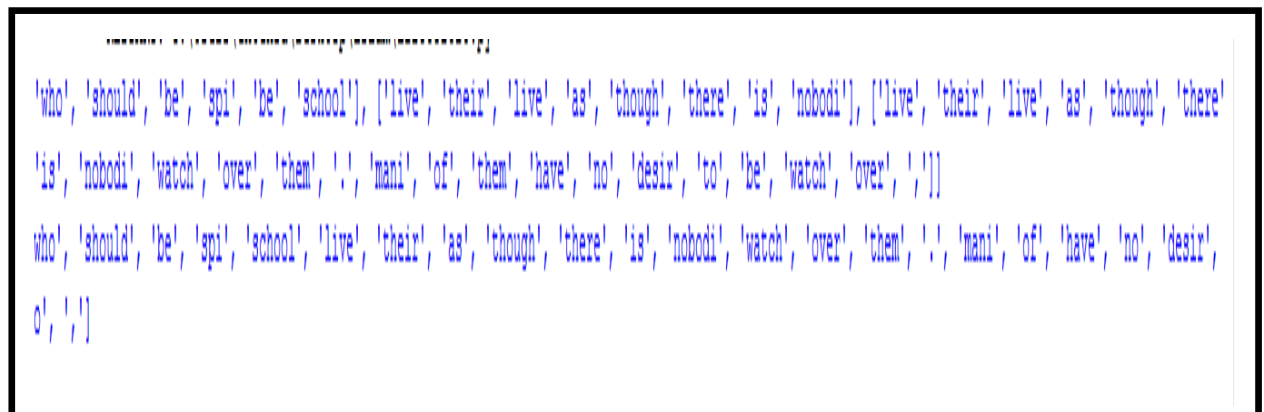 'who', 'should', 'be', 'spi', 'be', 'school'], ['live', 'their', 'live', 'as', 'though', 'there', 'is', 'nobodi'], ['live', 'their', 'live', 'as', 'though', 'there'
'is', 'nobodi', 'watch', 'over', 'them', '.', 'mani', 'of', 'them', 'have', 'no', 'desir', 'to', 'be', 'watch', 'over', ',']]
who', 'should', 'be', 'spi', 'school', 'live', 'their', 'as', 'though', 'there', 'is', 'nobodi', 'watch', 'over', 'them', '.', 'mani', 'of', 'have', 'no', 'desir',
o', ',']